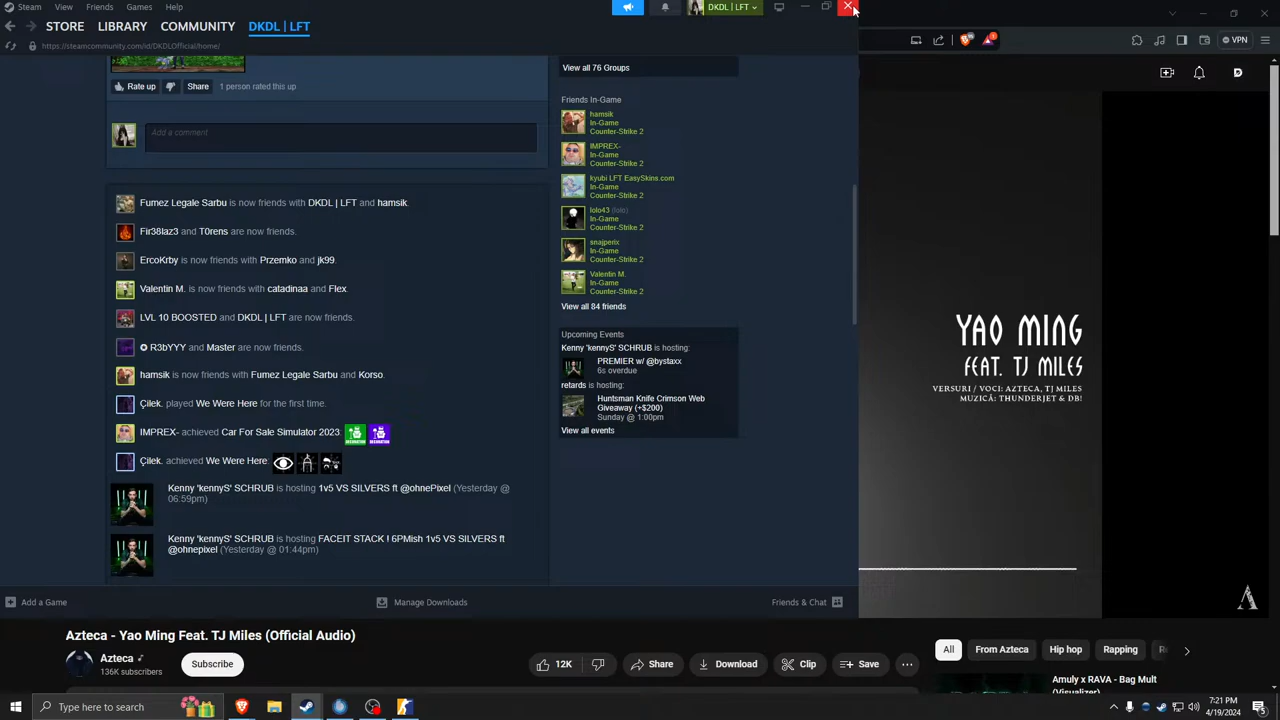 Steam View Friends Games Help
DKDL | LFT
STORE LIBRARY COMMUNITY DKDL | LFT
https://steamcommunity.com/id/DKDLOfficial/home/
VPN
Rate up Share 1 person rated this up
Add a comment
Fumez Legale Sarbu is now friends with DKDL | LFT and hamsik.
Fir38laz3 and T0rens are now friends.
ErcoKrby is now friends with Przemko and jk99.
Valentin M. is now friends with catadinaa and Flex
LVL 10 BOOSTED and DKDL | LFT are now friends.
✪ R3bYYY and Master are now friends.
hamsik is now friends with Fumez Legale Sarbu and Korso.
Çilek. played We Were Here for the first time.
IMPREX- achieved Car For Sale Simulator 2023:
Çilek. achieved We Were Here:
Kenny 'kennyS' SCHRUB is hosting 1v5 VS SILVERS ft @ohnePixel (Yesterday @
06:59pm)
Kenny 'kennyS' SCHRUB is hosting FACEIT STACK ! 6PMish 1v5 VS SILVERS ft
@ohnepixel (Yesterday @ 01:44pm)
View all 76 Groups
Friends In-Game
hamsik
In-Game
Counter-Strike 2
IMPREX-
In-Game
Counter-Strike 2
kyubi LFT EasySkins.com
In-Game
Counter-Strike 2
lolo43 (lolo)
In-Game
Counter-Strike 2
snajperix
In-Game
Counter-Strike 2
Valentin M.
In-Game
Counter-Strike 2
View all 84 friends
Upcoming Events
Kenny 'kennyS' SCHRUB is hosting:
PREMIER w/ @bystaxx
6s overdue
retards is hosting:
Huntsman Knife Crimson Web
Giveaway (+$200)
Sunday @ 1:00pm
View all events
Add a Game Manage Downloads Friends & Chat
D
YAO MING
FEAT. TJ MILES
VERSURI / VOCI: AZTECA, TJ MILES
MUZICĂ: THUNDERJET & DB!
Azteca - Yao Ming Feat. TJ Miles (Official Audio)
Azteca
136K subscribers
Subscribe
12K Share Download Clip Save
All From Azteca Hip hop Rapping
Amuly x RAVA - Bag Mult
(Visualizer)
Type here to search
7:21 PM
4/19/2024